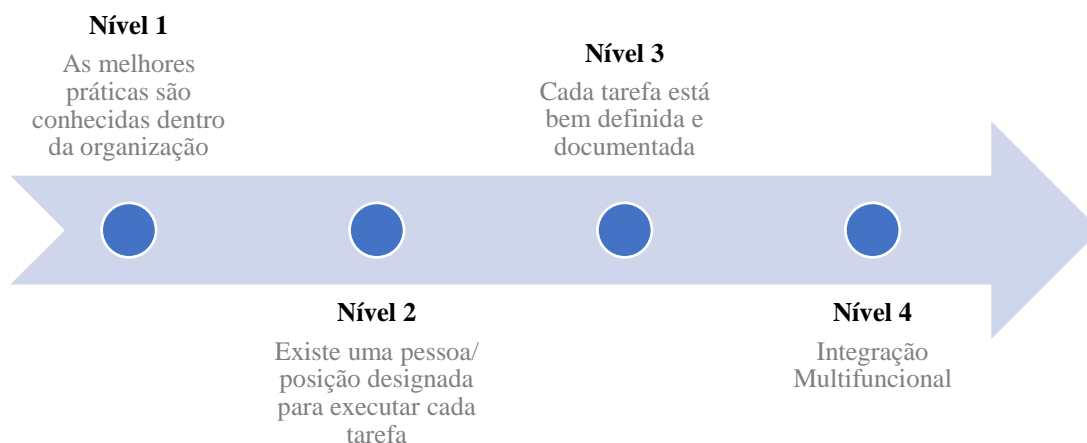 Nível 1
As melhores
práticas são
conhecidas dentro
da organização
Nível 2
Existe uma pessoa/
posição designada
para executar cada
tarefa
Nível 3
Cada tarefa está
bem definida e
documentada
Nível 4
Integração
Multifuncional